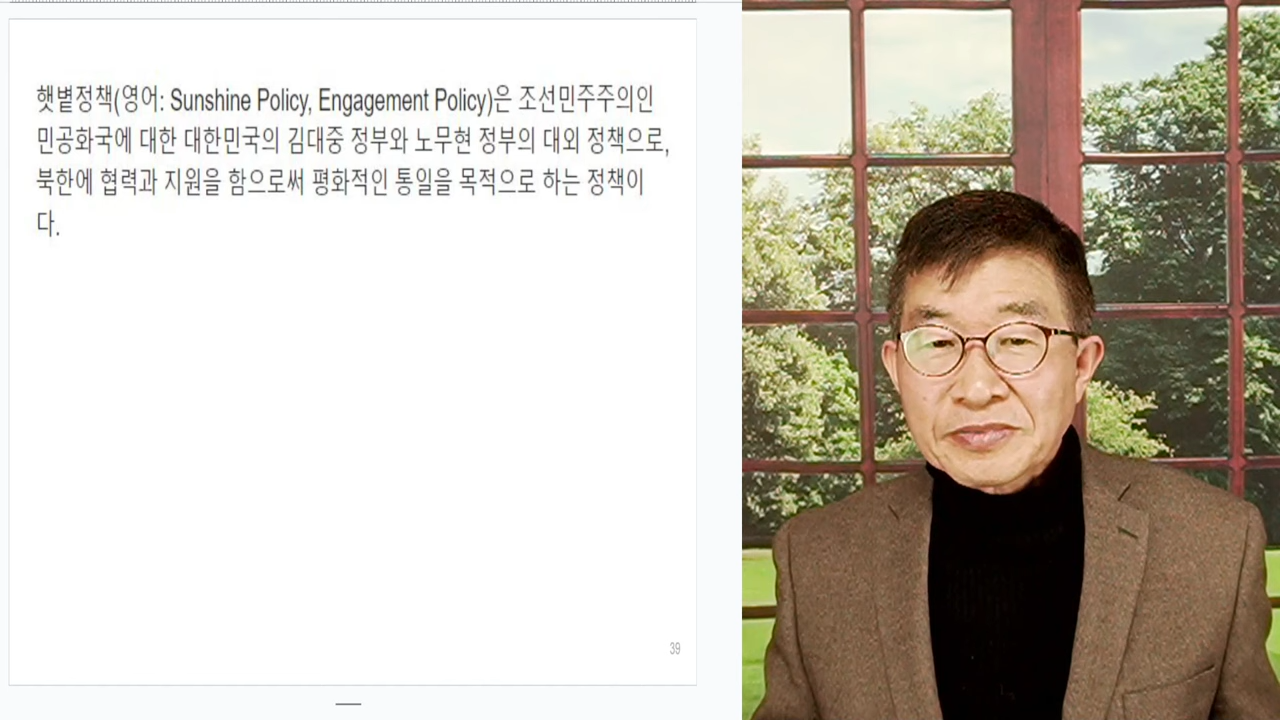 햇볕정책(영어: Sunshine Policy, Engagement Policy)은 조선민주주의인
민공화국에 대한 대한민국의 김대중 정부와 노무현 정부의 대외 정책으로,
북한에 협력과 지원을 함으로써 평화적인 통일을 목적으로 하는 정책이
다.
39